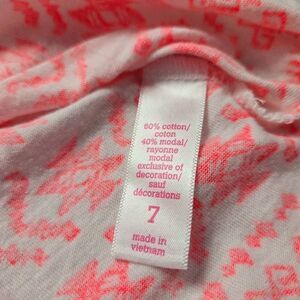 60% cotton/
coton
40% modal/
rayonne
modal
exclusive of
decoration/
sauf
décorations
7
made in
vietnam